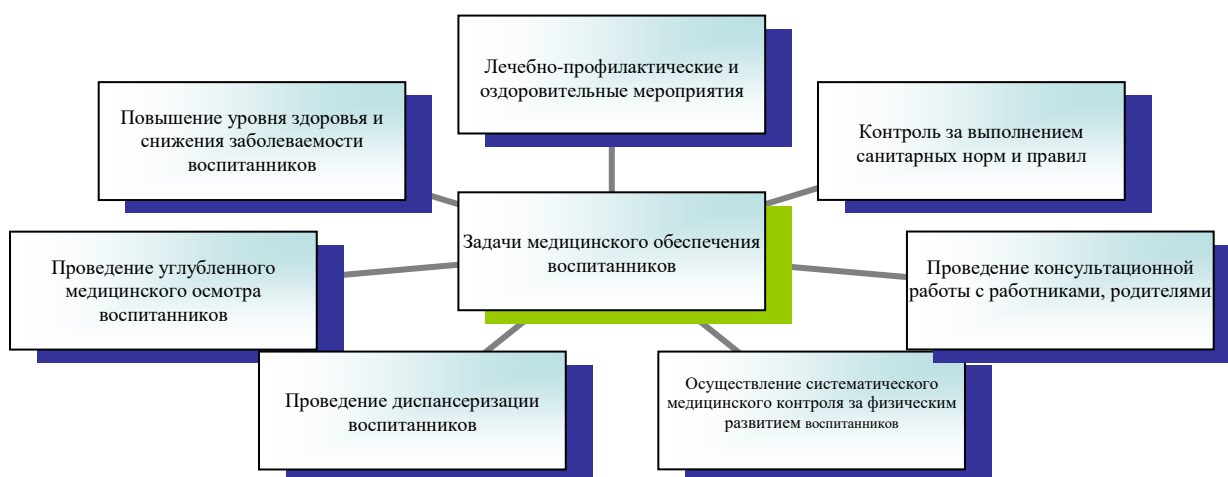 Лечебно-профилактические и
оздоровительные мероприятия
Повышение уровня здоровья и
снижения заболеваемости
воспитанников
Контроль за выполнением
санитарных норм и правил
Задачи медицинского обеспечения
воспитанников
Проведение углубленного
медицинского осмотра
воспитанников
Проведение консультационной
работы с работниками, родителями
Проведение диспансеризации
воспитанников
Осуществление систематического
медицинского контроля за физическим
развитием воспитанников